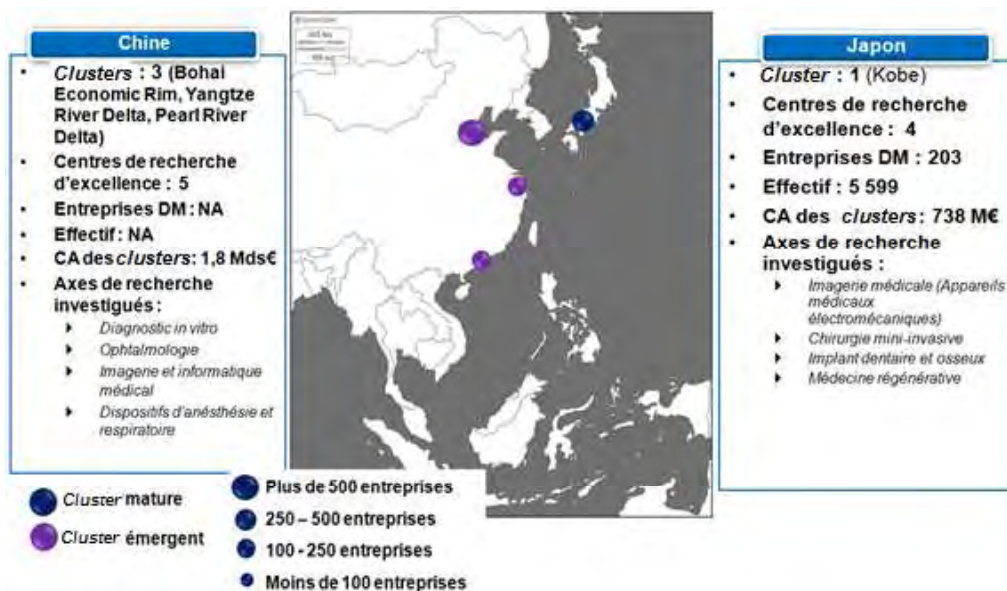 Chine
• Clusters : 3 (Bohai
Economic Rim, Yangtze
River Delta, Pearl River
Delta)
• Centres de recherche
d'excellence : 5
• Entreprises DM : NA
• Effectif : NA
• CA des clusters : 1,8 Mds€
• Axes de recherche
investigués :
Diagnostic in vitro
Ophtalmologie
Imagerie et informatique
médical
Dispositifs d'anésthésie et
respiratoire
Japon
• Cluster : 1 (Kobe)
• Centres de recherche
d'excellence : 4
• Entreprises DM : 203
• Effectif : 5 599
• CA des clusters : 738 M€
• Axes de recherche
investigués :
Imagerie médicale (Appareils
médicaux
électromécaniques)
Chirurgie mini-invasive
Implant dentaire et osseux
Médecine régénérative
Cluster mature
Cluster émergent
Plus de 500 entreprises
250 – 500 entreprises
100 - 250 entreprises
Moins de 100 entreprises